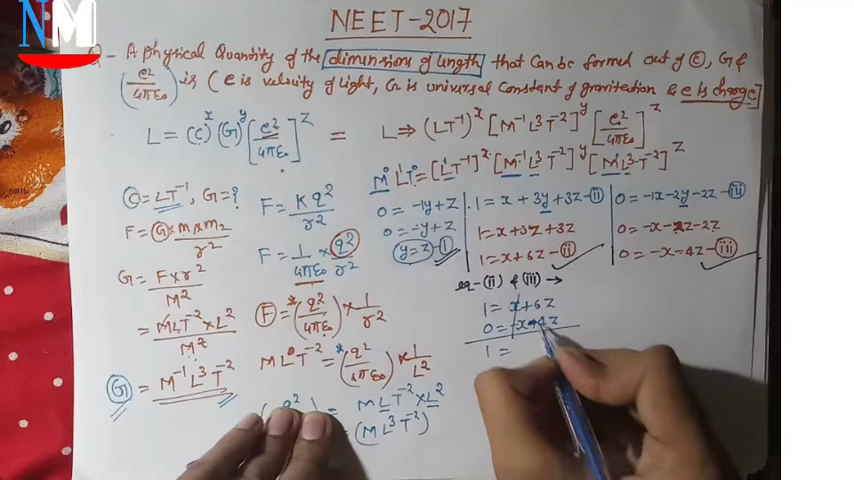 NM
NEET-2017
Q- A physical Quantity of the dimensions of length that can be formed out of C, G &
(e²/4πε₀) is (c is velocity of light, G is universal Constant of gravitation & e is charge]
L = (C)ˣ (G)ʸ [e²/4πε₀]ᶻ = L ⇒ (LT⁻¹)ˣ [M⁻¹L³T⁻²]ʸ [e²/4πε₀]ᶻ
M⁰L¹T⁰ = [L¹T⁻¹]ˣ [M⁻¹L³T⁻²]ʸ [M¹L³T⁻²]ᶻ
C = LT⁻¹, G = ?
F = G×m₁×m₂/r²
G = F×r²/M²
= MLT⁻²×L²/M²
G = M⁻¹L³T⁻²
F = Kq²/r²
F = 1/4πε₀ × q²/r²
F = (q²/4πε₀) × 1/r²
MLT⁻² = (q²/4πε₀) × 1/L²
= MLT⁻²×L²
= (ML³T⁻²)
0 = -1y+z
0 = -y+z
y=z-i
1 = x+3y+3z-ii
1 = x+3z+3z
1 = x+6z-ii
0 = -1x-2y-2z-iii
0 = -x-2z-2z
0 = -x-4z-iii
eq-(ii) & (iii) →
1 = x+6z
0 = -x-4z
1 =